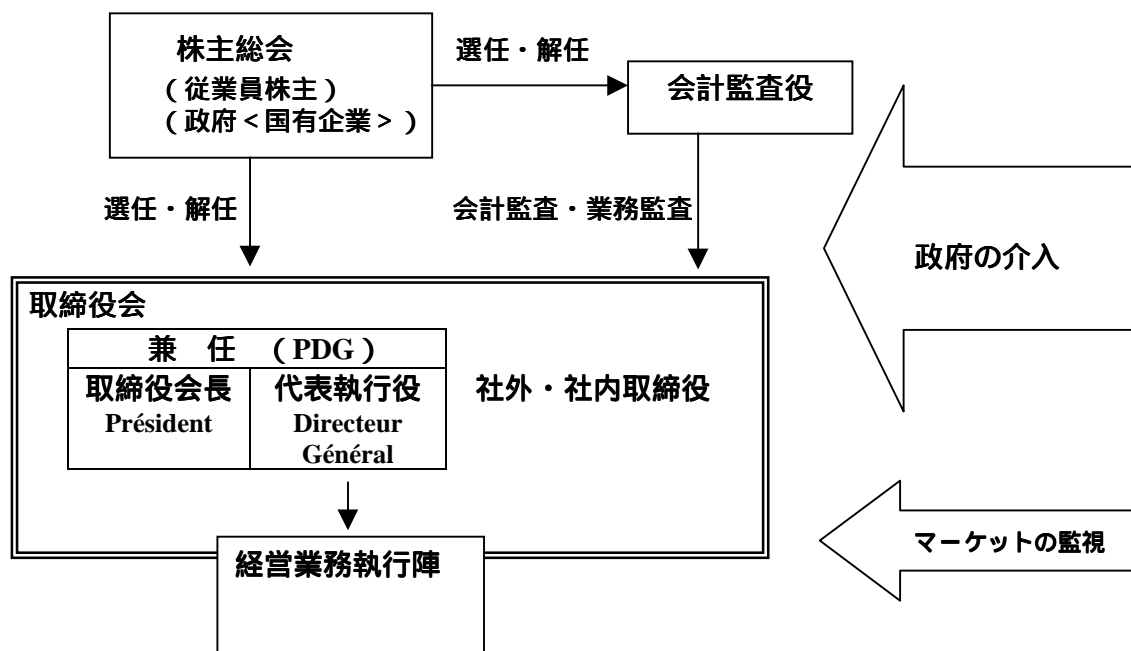 株主総会
（従業員株主）
（政府＜国有企業＞）
選任・解任
会計監査役
選任・解任
会計監査・業務監査
政府の介入
取締役会
兼　任　（PDG）
取締役会長
Président
代表執行役
Directeur
Général
社外・社内取締役
マーケットの監視
経営業務執行陣